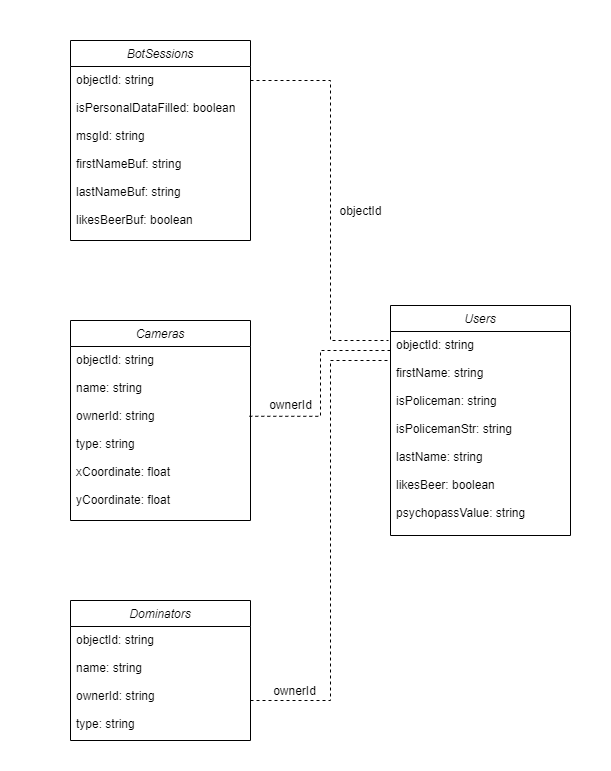 BotSessions
objectId: string
isPersonalDataFilled: boolean
msgId: string
firstNameBuf: string
lastNameBuf: string
likesBeerBuf: boolean
objectId
Cameras
objectId: string
name: string
ownerId: string
type: string
xCoordinate: float
yCoordinate: float
ownerId
Users
objectId: string
firstName: string
isPoliceman: string
isPolicemanStr: string
lastName: string
likesBeer: boolean
psychopassValue: string
Dominators
objectId: string
name: string
ownerId: string
type: string
ownerId